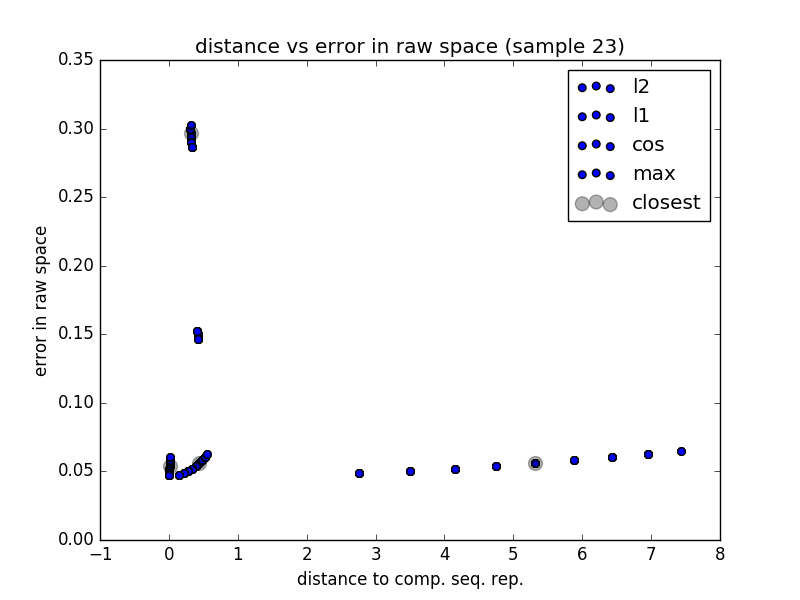 distance vs error in raw space (sample 23)
0.35
0.30
0.25
0.20
0.15
0.10
0.05
0.00
error in raw space
l2
l1
cos
max
closest
−1 0 1 2 3 4 5 6 7 8
distance to comp. seq. rep.